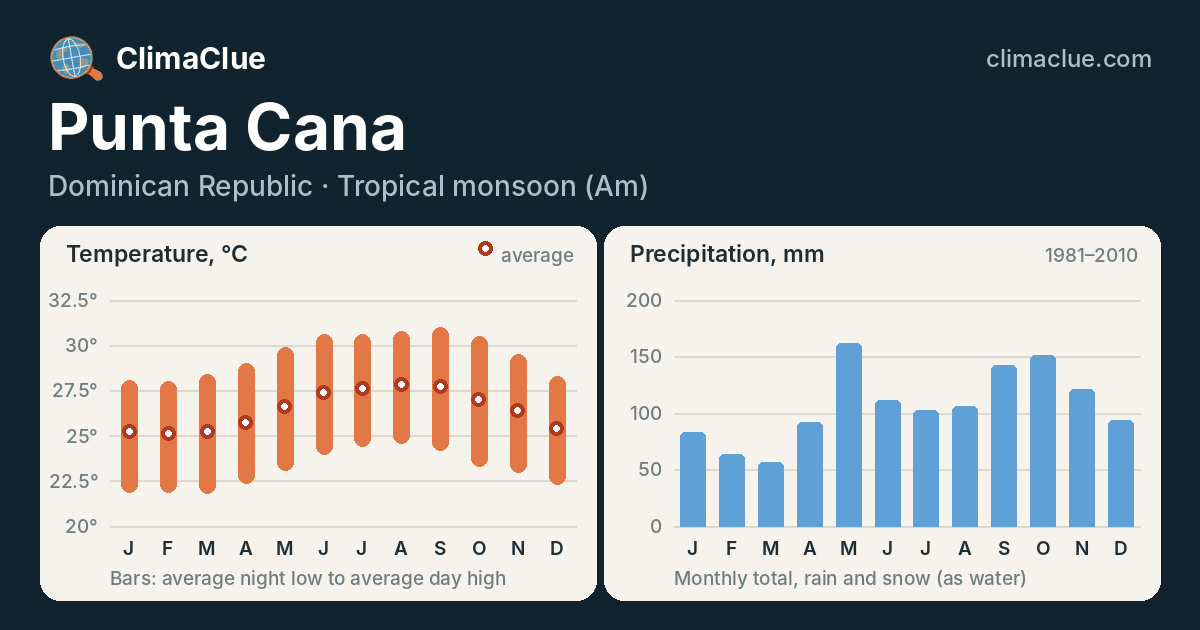 ClimaClue
climaclue.com
Punta Cana
Dominican Republic · Tropical monsoon (Am)
Temperature, °C
average
32.5°
30°
27.5°
25°
22.5°
20°
J F M A M J J A S O N D
Bars: average night low to average day high
Precipitation, mm
1981–2010
200
150
100
50
0
J F M A M J J A S O N D
Monthly total, rain and snow (as water)